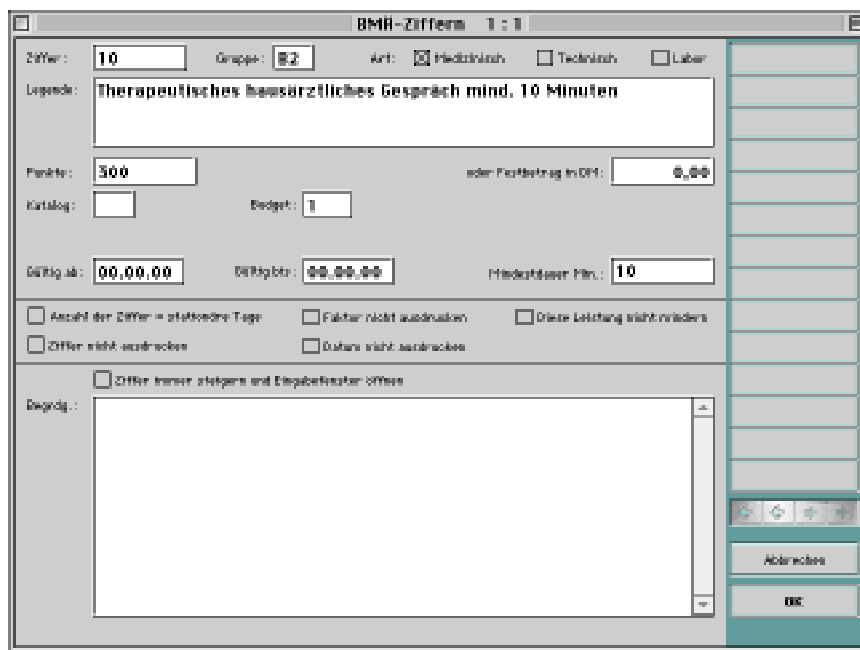 BMÄ-Ziffern 1:1
Ziffer: 10 Gruppe: B2 Art: Medizinisch Technisch Labor
Legende: Therapeutisches hausärztliches Gespräch mind. 10 Minuten
Punkte: 300 oder Festbetrag in DM: 0,00
Katalog: Budget: 1
Gültig ab: 00.00.00 Gültig bis: 00.00.00 Mindestdauer Min.: 10
Anzahl der Ziffer = stationäre Tage Faktor nicht ausdrucken Diese Leistung nicht mindern
Ziffer nicht ausdrucken Datum nicht ausdrucken
Ziffer immer steigern und Eingabefenster öffnen
Begrdg.:
Abbrechen
OK